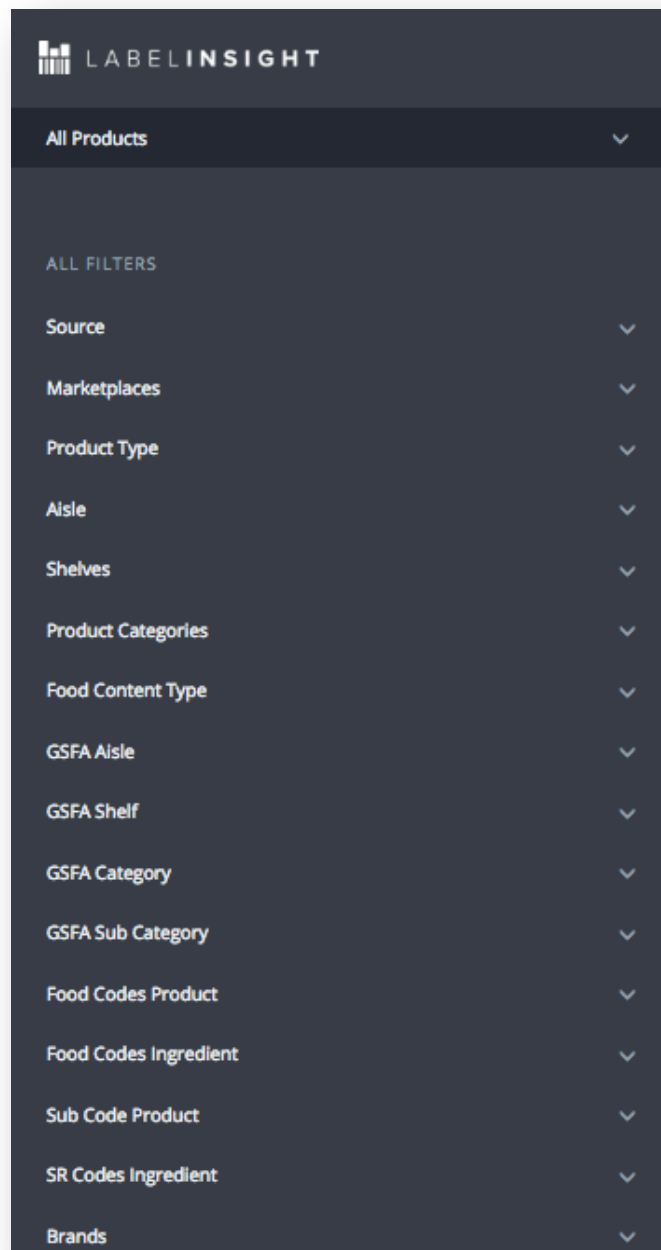 LABELINSIGHT
All Products
ALL FILTERS
Source
Marketplaces
Product Type
Aisle
Shelves
Product Categories
Food Content Type
GSFA Aisle
GSFA Shelf
GSFA Category
GSFA Sub Category
Food Codes Product
Food Codes Ingredient
Sub Code Product
SR Codes Ingredient
Brands